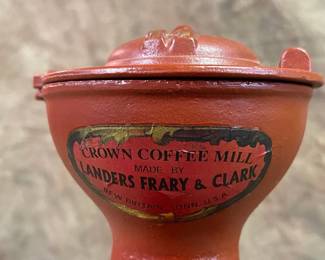 CROWN COFFEE MILL
MADE BY
LANDERS FRARY & CLARK
NEW BRITAIN, CONN. U.S.A.